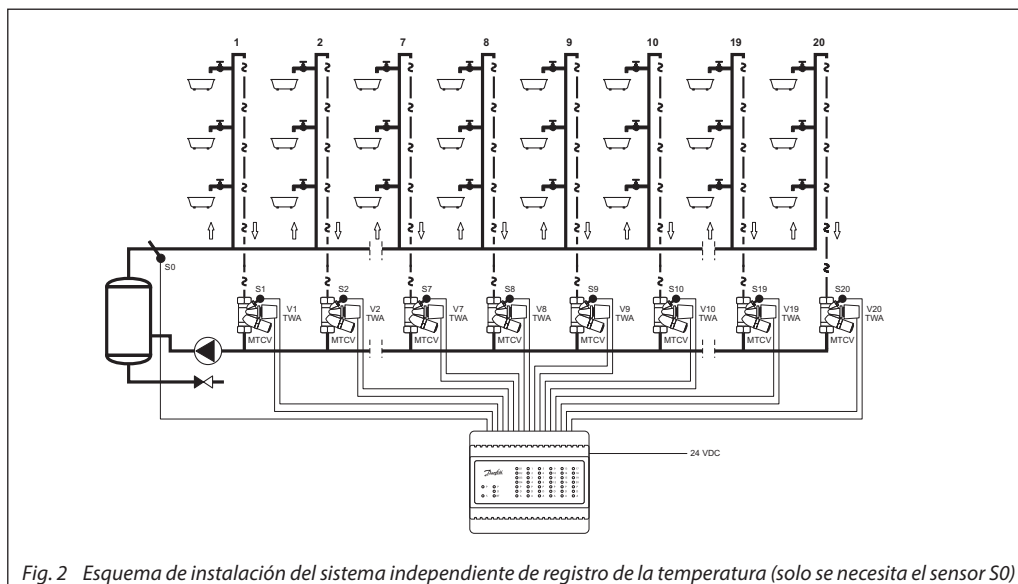 1 2 7 8 9 10 19 20
S0
S1 S2 S7 S8 S9 S10 S19 S20
V1 V2 V7 V8 V9 V10 V19 V20
TWA TWA TWA TWA TWA TWA TWA TWA
MTCV MTCV MTCV MTCV MTCV MTCV MTCV MTCV
24 VDC
Danfoss
Fig. 2 Esquema de instalación del sistema independiente de registro de la temperatura (solo se necesita el sensor S0)